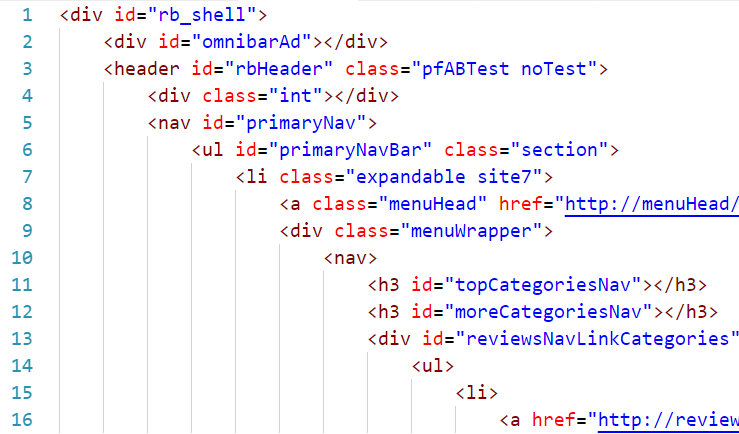 1 <div id="rb_shell">
2 <div id="omnibarAd"></div>
3 <header id="rbHeader" class="pfABTest noTest">
4 <div class="int"></div>
5 <nav id="primaryNav">
6 <ul id="primaryNavBar" class="section">
7 <li class="expandable site7">
8 <a class="menuHead" href="http://menuHead/
9 <div class="menuWrapper">
10 <nav>
11 <h3 id="topCategoriesNav"></h3>
12 <h3 id="moreCategoriesNav"></h3>
13 <div id="reviewsNavLinkCategories"
14 <ul>
15 <li>
16 <a href="http://review